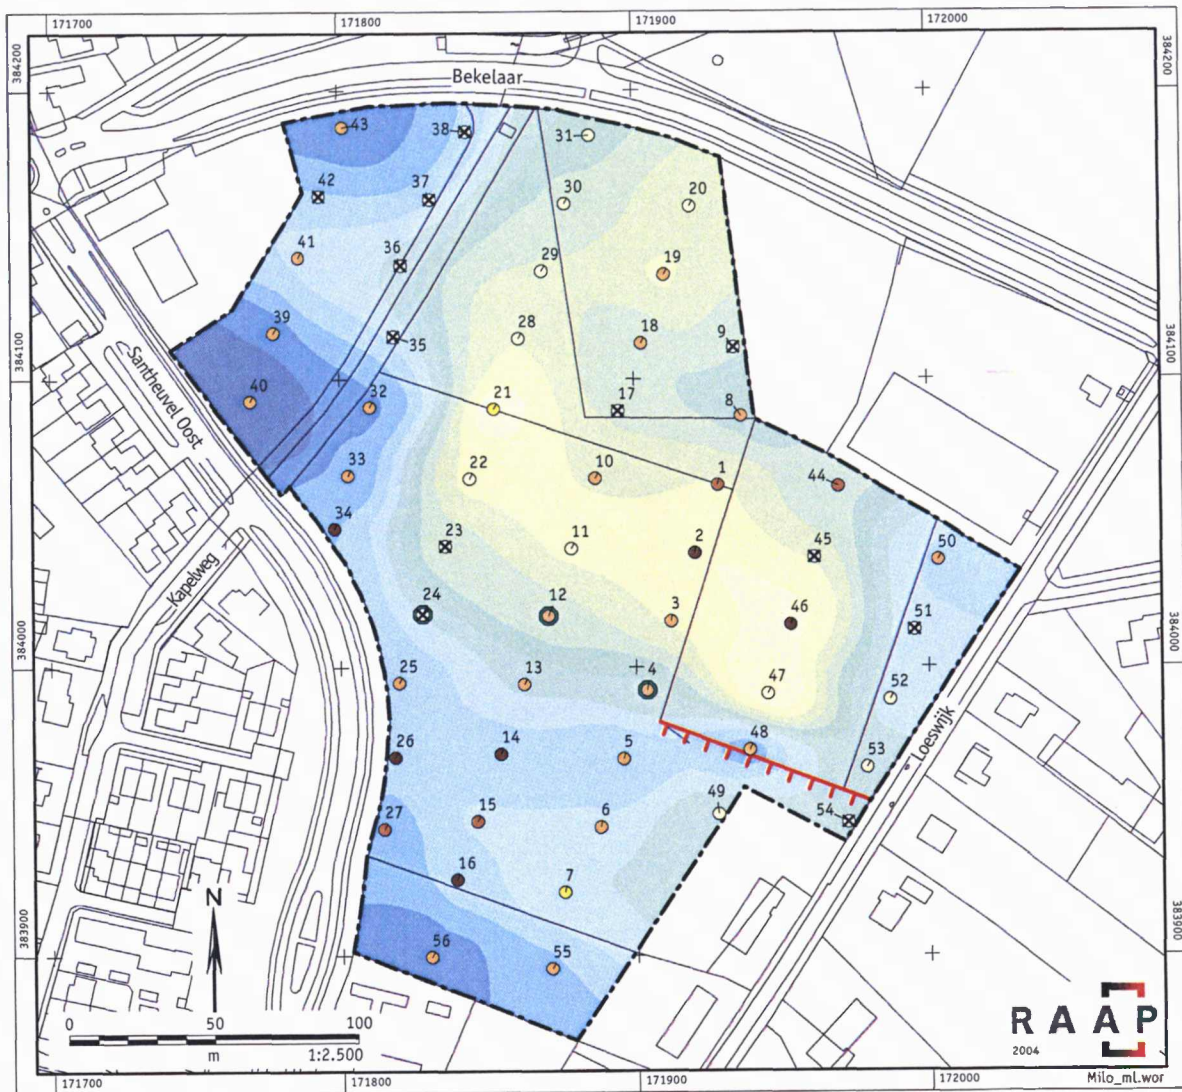 171700 171800 171900 172000
384200 384200
Bekelaar
43 38 31
42 37 30 20
41 36 29 19
39 35 28 18 9
384100 384100
Santheuvel Oost
40 32 21 17 8
33 22 10 1 44
34 23 11 2 45 50
Kapelweg
24 12 3 46 51
384000 384000
25 13 4 47 52
Loeswijk
26 14 5 48 53
27 15 6 49 54
16 7
N
383900 383900
56 55
0 50 100
m 1:2.500
RAAP
2004
Milo_ml.wor
171700 171800 171900 172000